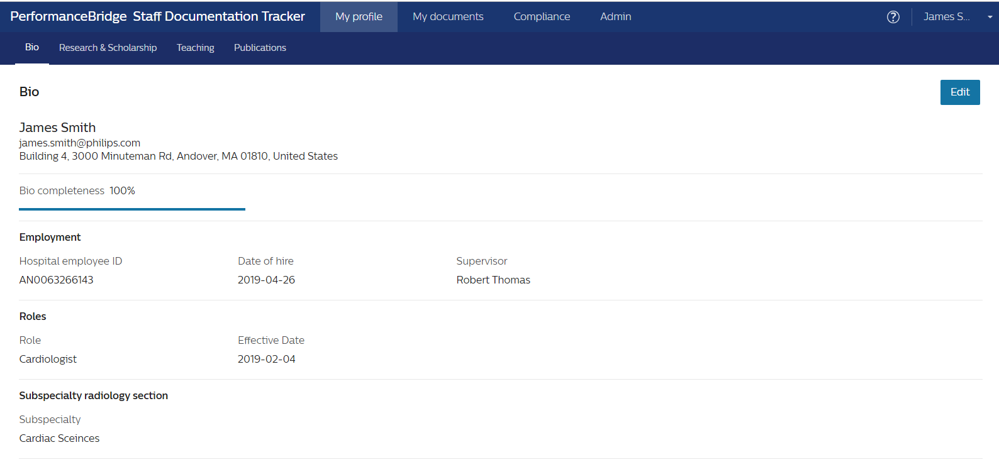 PerformanceBridge Staff Documentation Tracker My profile My documents Compliance Admin ? James S...
Bio Research & Scholarship Teaching Publications
Bio Edit
James Smith
james.smith@philips.com
Building 4, 3000 Minuteman Rd, Andover, MA 01810, United States
Bio completeness 100%
Employment
Hospital employee ID Date of hire Supervisor
AN0063266143 2019-04-26 Robert Thomas
Roles
Role Effective Date
Cardiologist 2019-02-04
Subspecialty radiology section
Subspecialty
Cardiac Sceinces